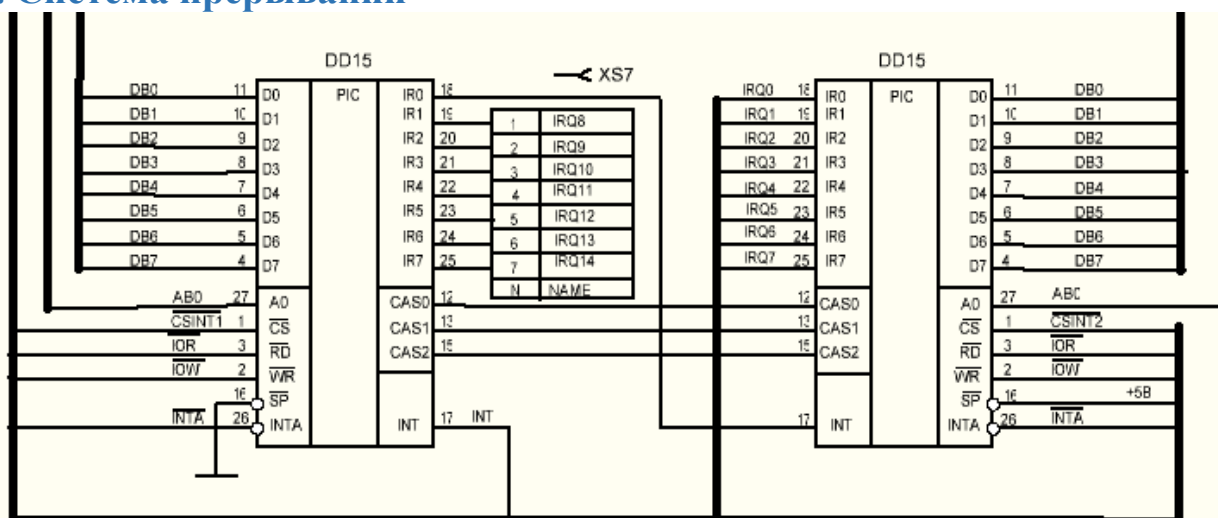 . Система прерываний
DD15
DD15
XS7
DB0 11 D0 PIC IR0 18
DB1 10 D1 IR1 19
DB2 9 D2 IR2 20
DB3 8 D3 IR3 21
DB4 7 D4 IR4 22
DB5 6 D5 IR5 23
DB6 5 D6 IR6 24
DB7 4 D7 IR7 25
AB0 27 A0 CAS0 12
CSINT1 1 CS CAS1 13
IOR 3 RD CAS2 15
IOW 2 WR
16 SP
INTA 26 INTA INT 17 INT
1 IRQ8
2 IRQ9
3 IRQ10
4 IRQ11
5 IRQ12
6 IRQ13
7 IRQ14
N NAME
IRQ0 18 IR0 PIC D0 11 DB0
IRQ1 19 IR1 D1 10 DB1
IRQ2 20 IR2 D2 9 DB2
IRQ3 21 IR3 D3 8 DB3
IRQ4 22 IR4 D4 7 DB4
IRQ5 23 IR5 D5 6 DB5
IRQ6 24 IR6 D6 5 DB6
IRQ7 25 IR7 D7 4 DB7
12 CAS0 A0 27 AB0
13 CAS1 CS 1 CSINT2
15 CAS2 RD 3 IOR
WR 2 IOW
SP 16 +5В
17 INT INTA 26 INTA